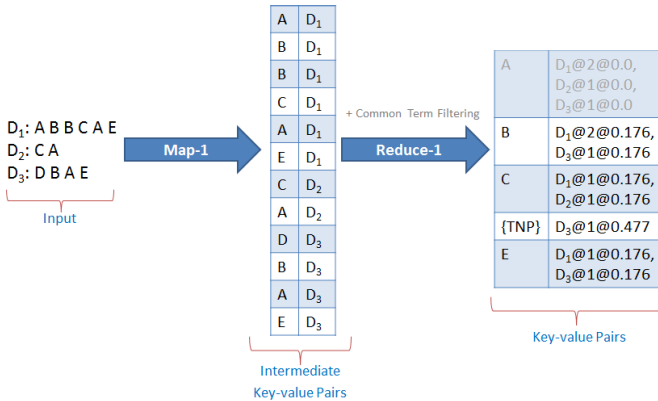 D₁: A B B C A E
D₂: C A
D₃: D B A E
Input
Map-1
A D₁
B D₁
B D₁
C D₁
A D₁
E D₁
C D₂
A D₂
D D₃
B D₃
A D₃
E D₃
Intermediate
Key-value Pairs
+ Common Term Filtering
Reduce-1
A D₁@2@0.0,
D₂@1@0.0,
D₃@1@0.0
B D₁@2@0.176,
D₃@1@0.176
C D₁@1@0.176,
D₂@1@0.176
{TNP} D₃@1@0.477
E D₁@1@0.176,
D₃@1@0.176
Key-value Pairs